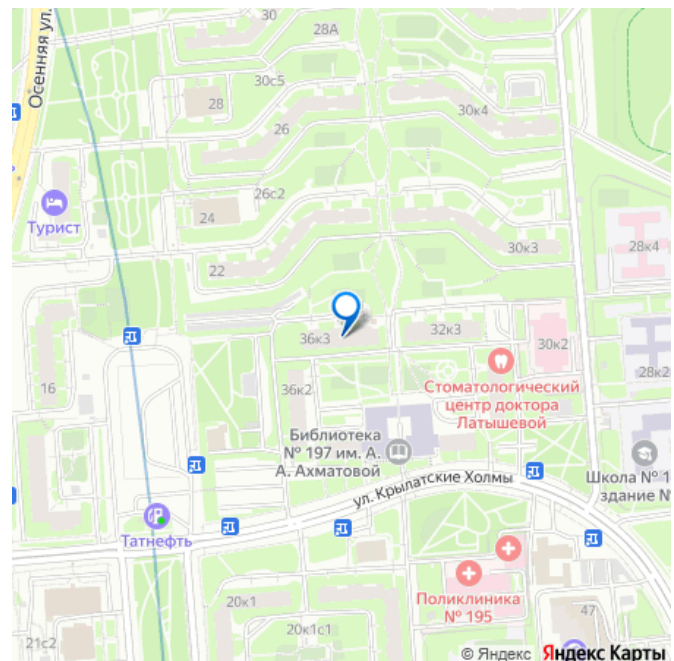 30
28А
Осенняя ул.
30с5
28
30к4
26
26с2
24
Турист
28к4
30к3
22
36к3
32к3
30к2
28к2
16
36к2
Стоматологический
центр доктора
Латышевой
Библиотека
№ 197 им. А.
А. Ахматовой
ул. Крылатские Холмы
Школа № 1
здание №
Татнефть
Поликлиника
№ 195
20к1
47
20к1с1
21с2
© Яндекс Яндекс Карты